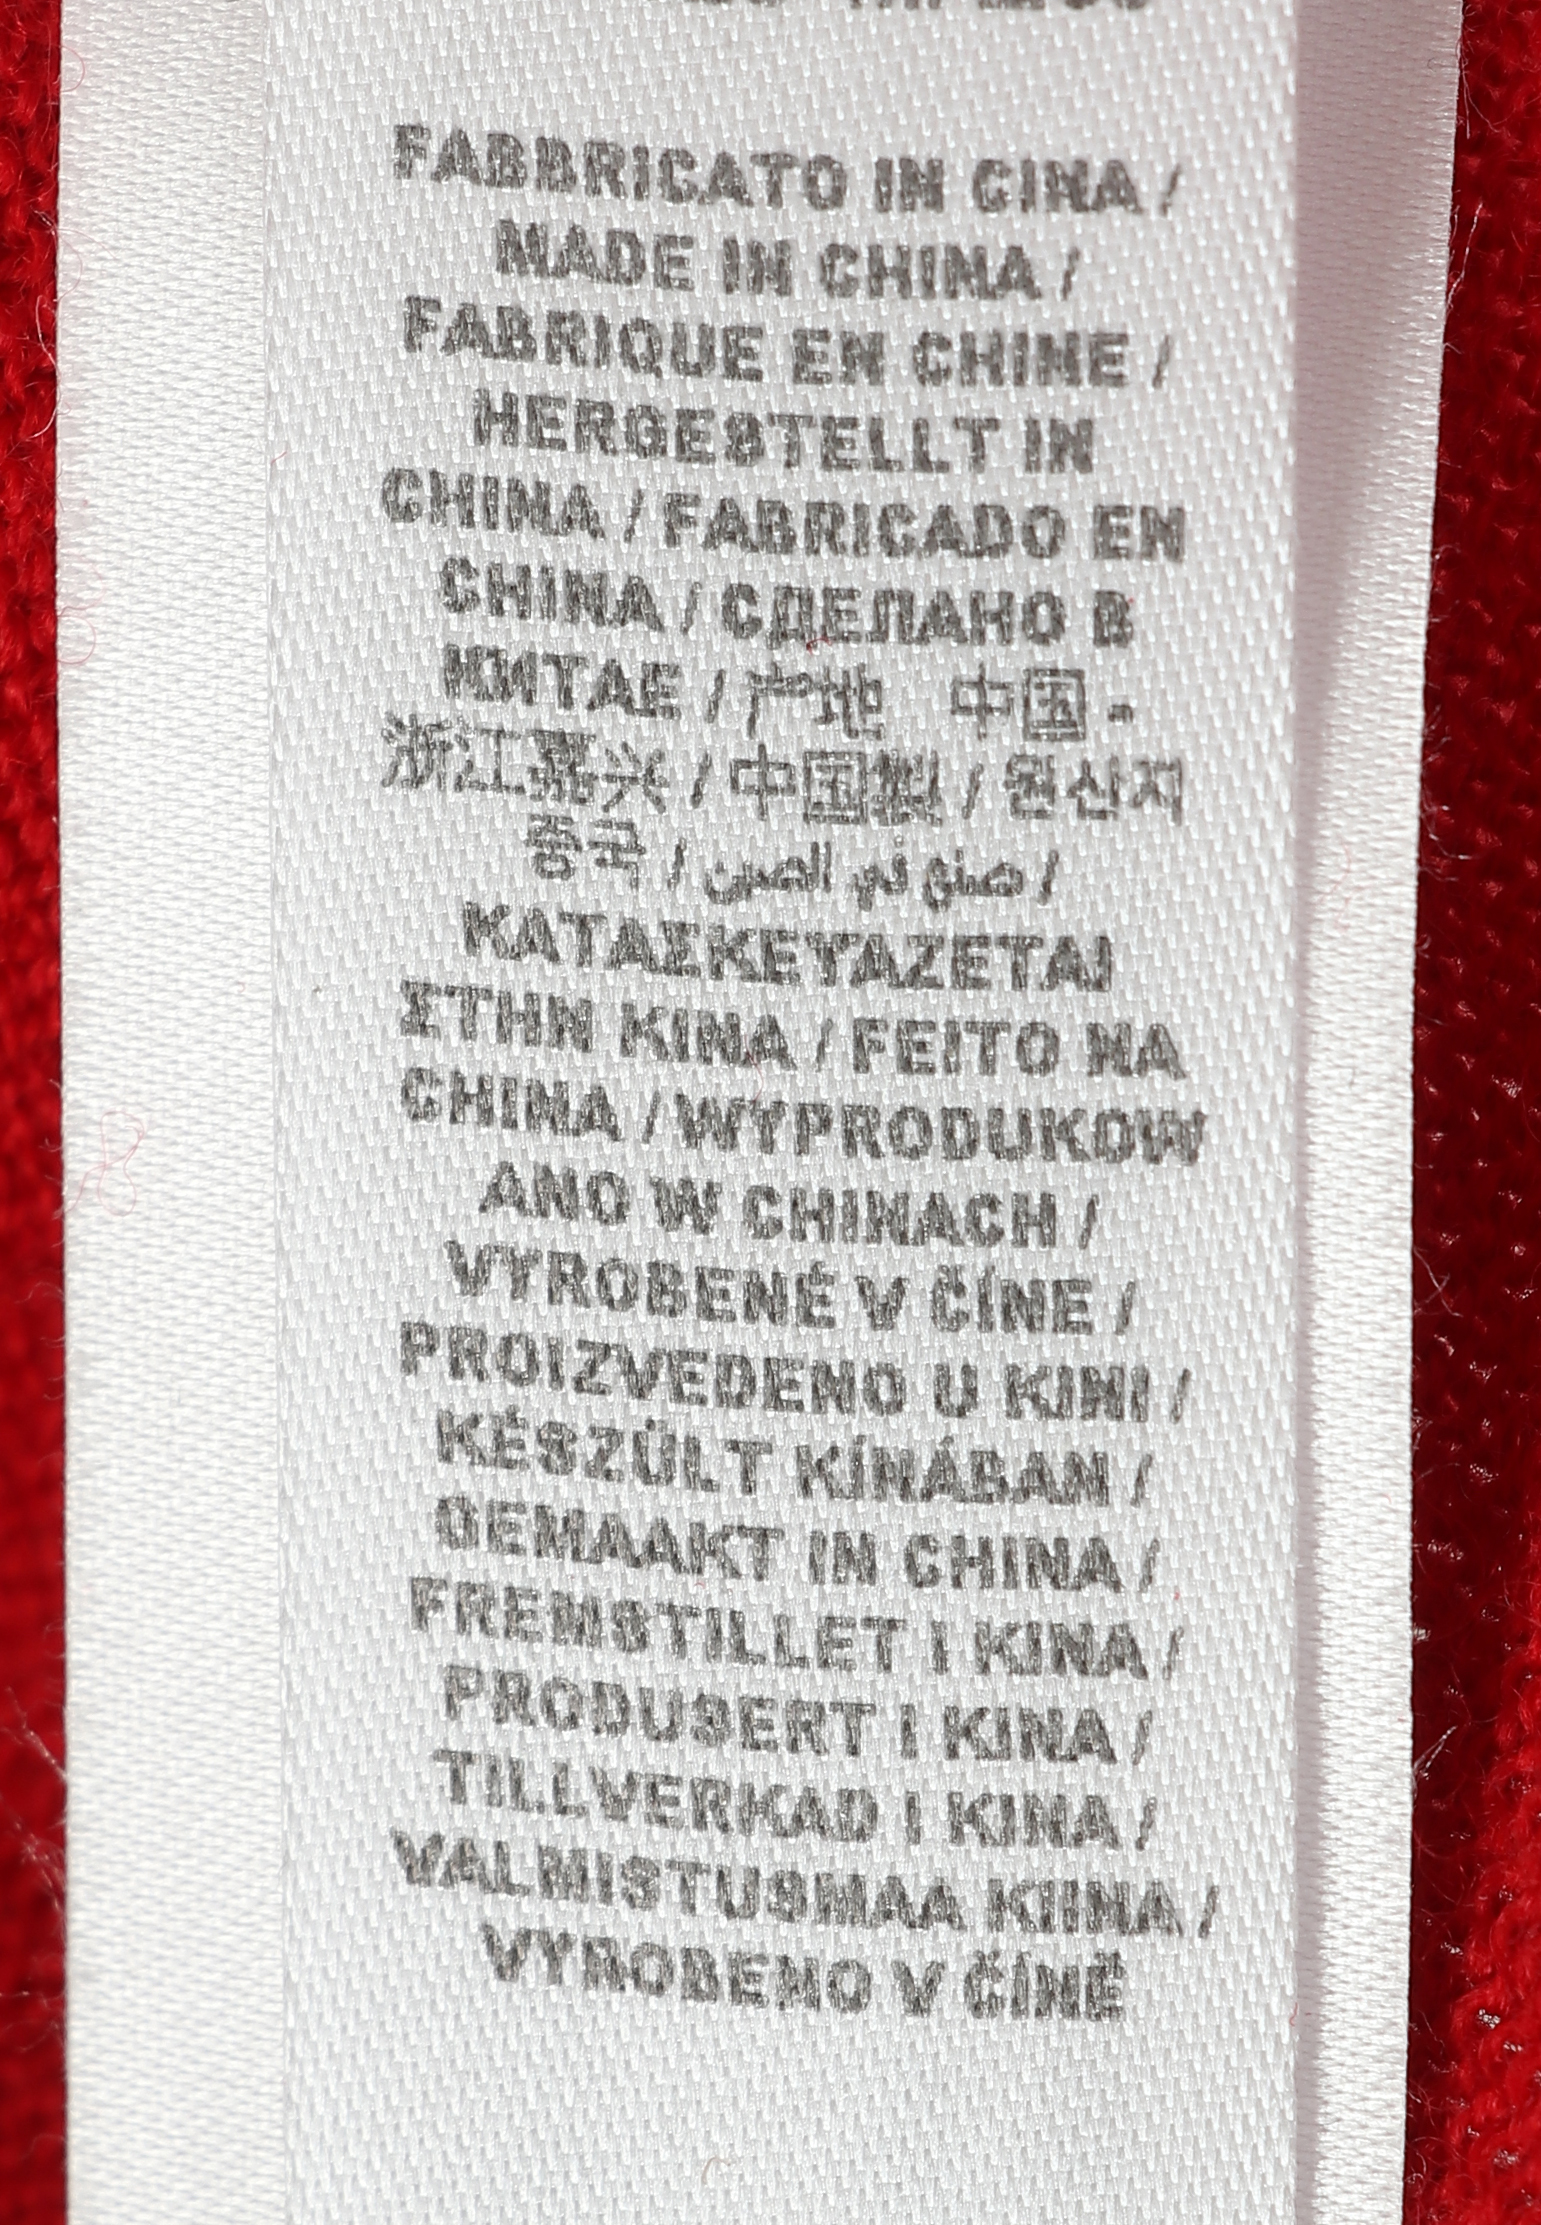 FABBRICATO IN CINA /
MADE IN CHINA /
FABRIQUE EN CHINE /
HERGESTELLT IN
CHINA / FABRICADO EN
CHINA / СДЕЛАНО В
КИТАЕ / 产地 中国 -
浙江嘉兴 / 中国製 / 원산지
중국 / صنع في الصين /
ΚΑΤΑΣΚΕΥΑΖΕΤΑΙ
ΣΤΗΝ ΚΙΝΑ / FEITO NA
CHINA / WYPRODUKOW
ANO W CHINACH /
VYROBENÉ V ČÍNE /
PROIZVEDENO U KINI /
KÉSZÜLT KÍNÁBAN /
GEMAAKT IN CHINA /
FREMSTILLET I KINA /
PRODUSERT I KINA /
TILLVERKAD I KINA /
VALMISTUSMAA KIINA /
VYROBENO V ČÍNĚ